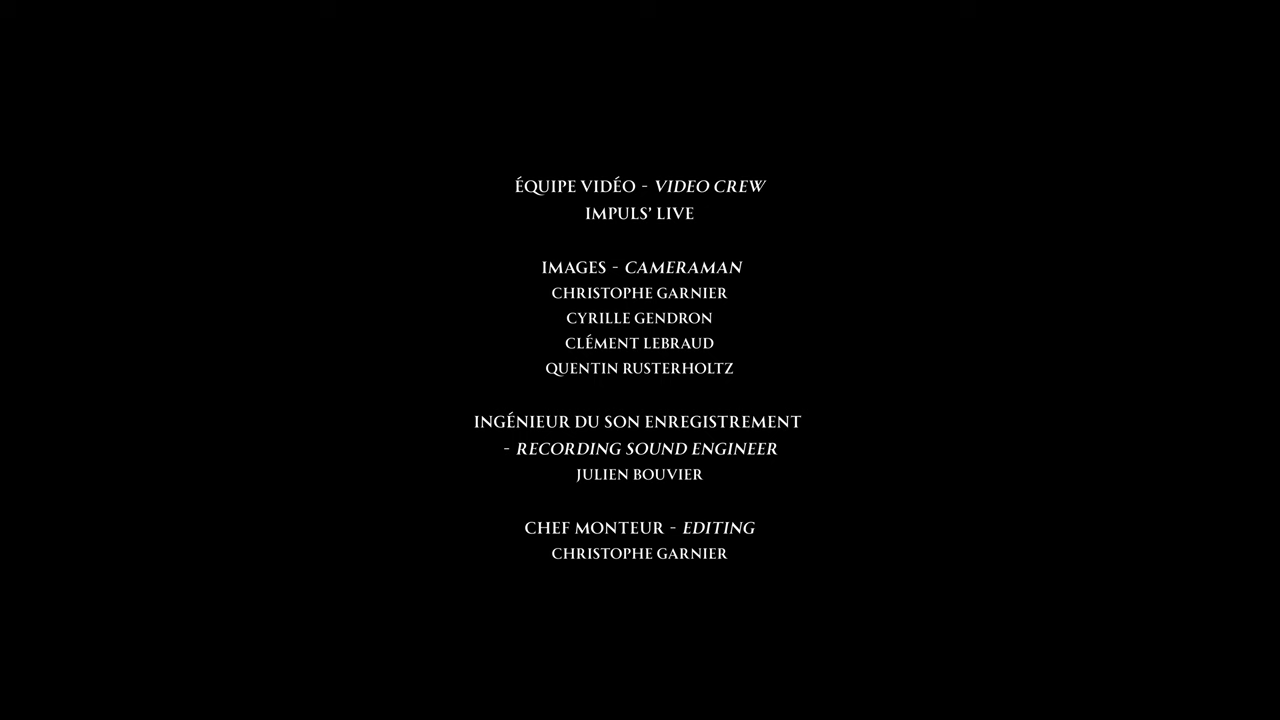 ÉQUIPE VIDÉO - VIDEO CREW
IMPULS' LIVE
IMAGES - CAMERAMAN
CHRISTOPHE GARNIER
CYRILLE GENDRON
CLÉMENT LEBRAUD
QUENTIN RUSTERHOLTZ
INGÉNIEUR DU SON ENREGISTREMENT
- RECORDING SOUND ENGINEER
JULIEN BOUVIER
CHEF MONTEUR - EDITING
CHRISTOPHE GARNIER